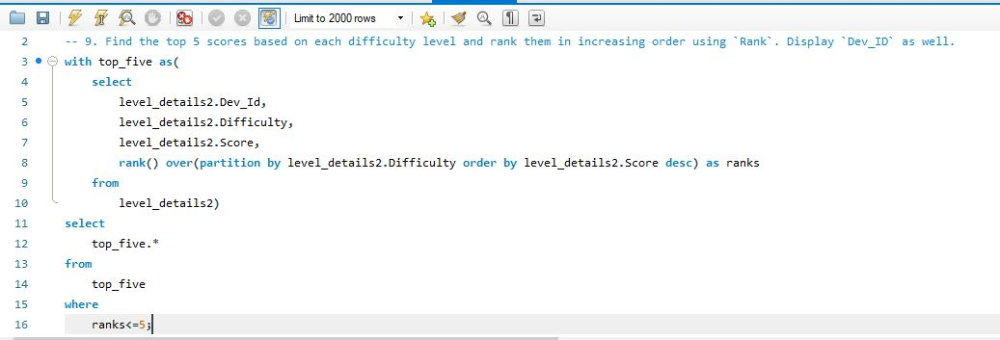 Limit to 2000 rows
2 -- 9. Find the top 5 scores based on each difficulty level and rank them in increasing order using `Rank`. Display `Dev_ID` as well.
3 with top_five as(
4 select
5 level_details2.Dev_Id,
6 level_details2.Difficulty,
7 level_details2.Score,
8 rank() over(partition by level_details2.Difficulty order by level_details2.Score desc) as ranks
9 from
10 level_details2)
11 select
12 top_five.*
13 from
14 top_five
15 where
16 ranks<=5;